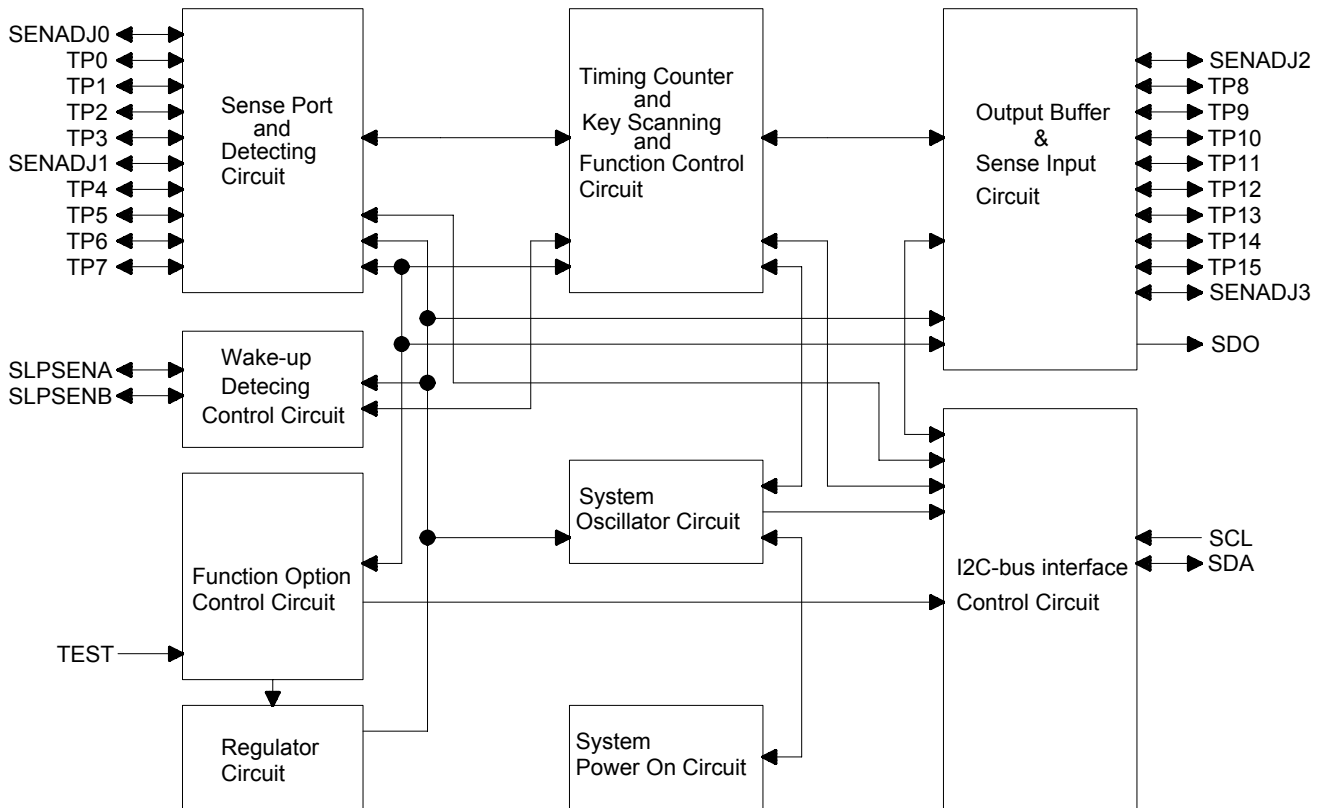 SENADJ0
TP0
TP1
TP2
TP3
SENADJ1
TP4
TP5
TP6
TP7
Sense Port
and
Detecting
Circuit
Timing Counter
and
Key Scanning
and
Function Control
Circuit
Output Buffer
&
Sense Input
Circuit
SENADJ2
TP8
TP9
TP10
TP11
TP12
TP13
TP14
TP15
SENADJ3
SDO
SLPSENA
SLPSENB
Wake-up
Detecing
Control Circuit
System
Oscillator Circuit
Function Option
Control Circuit
TEST
I2C-bus interface
Control Circuit
SCL
SDA
Regulator
Circuit
System
Power On Circuit